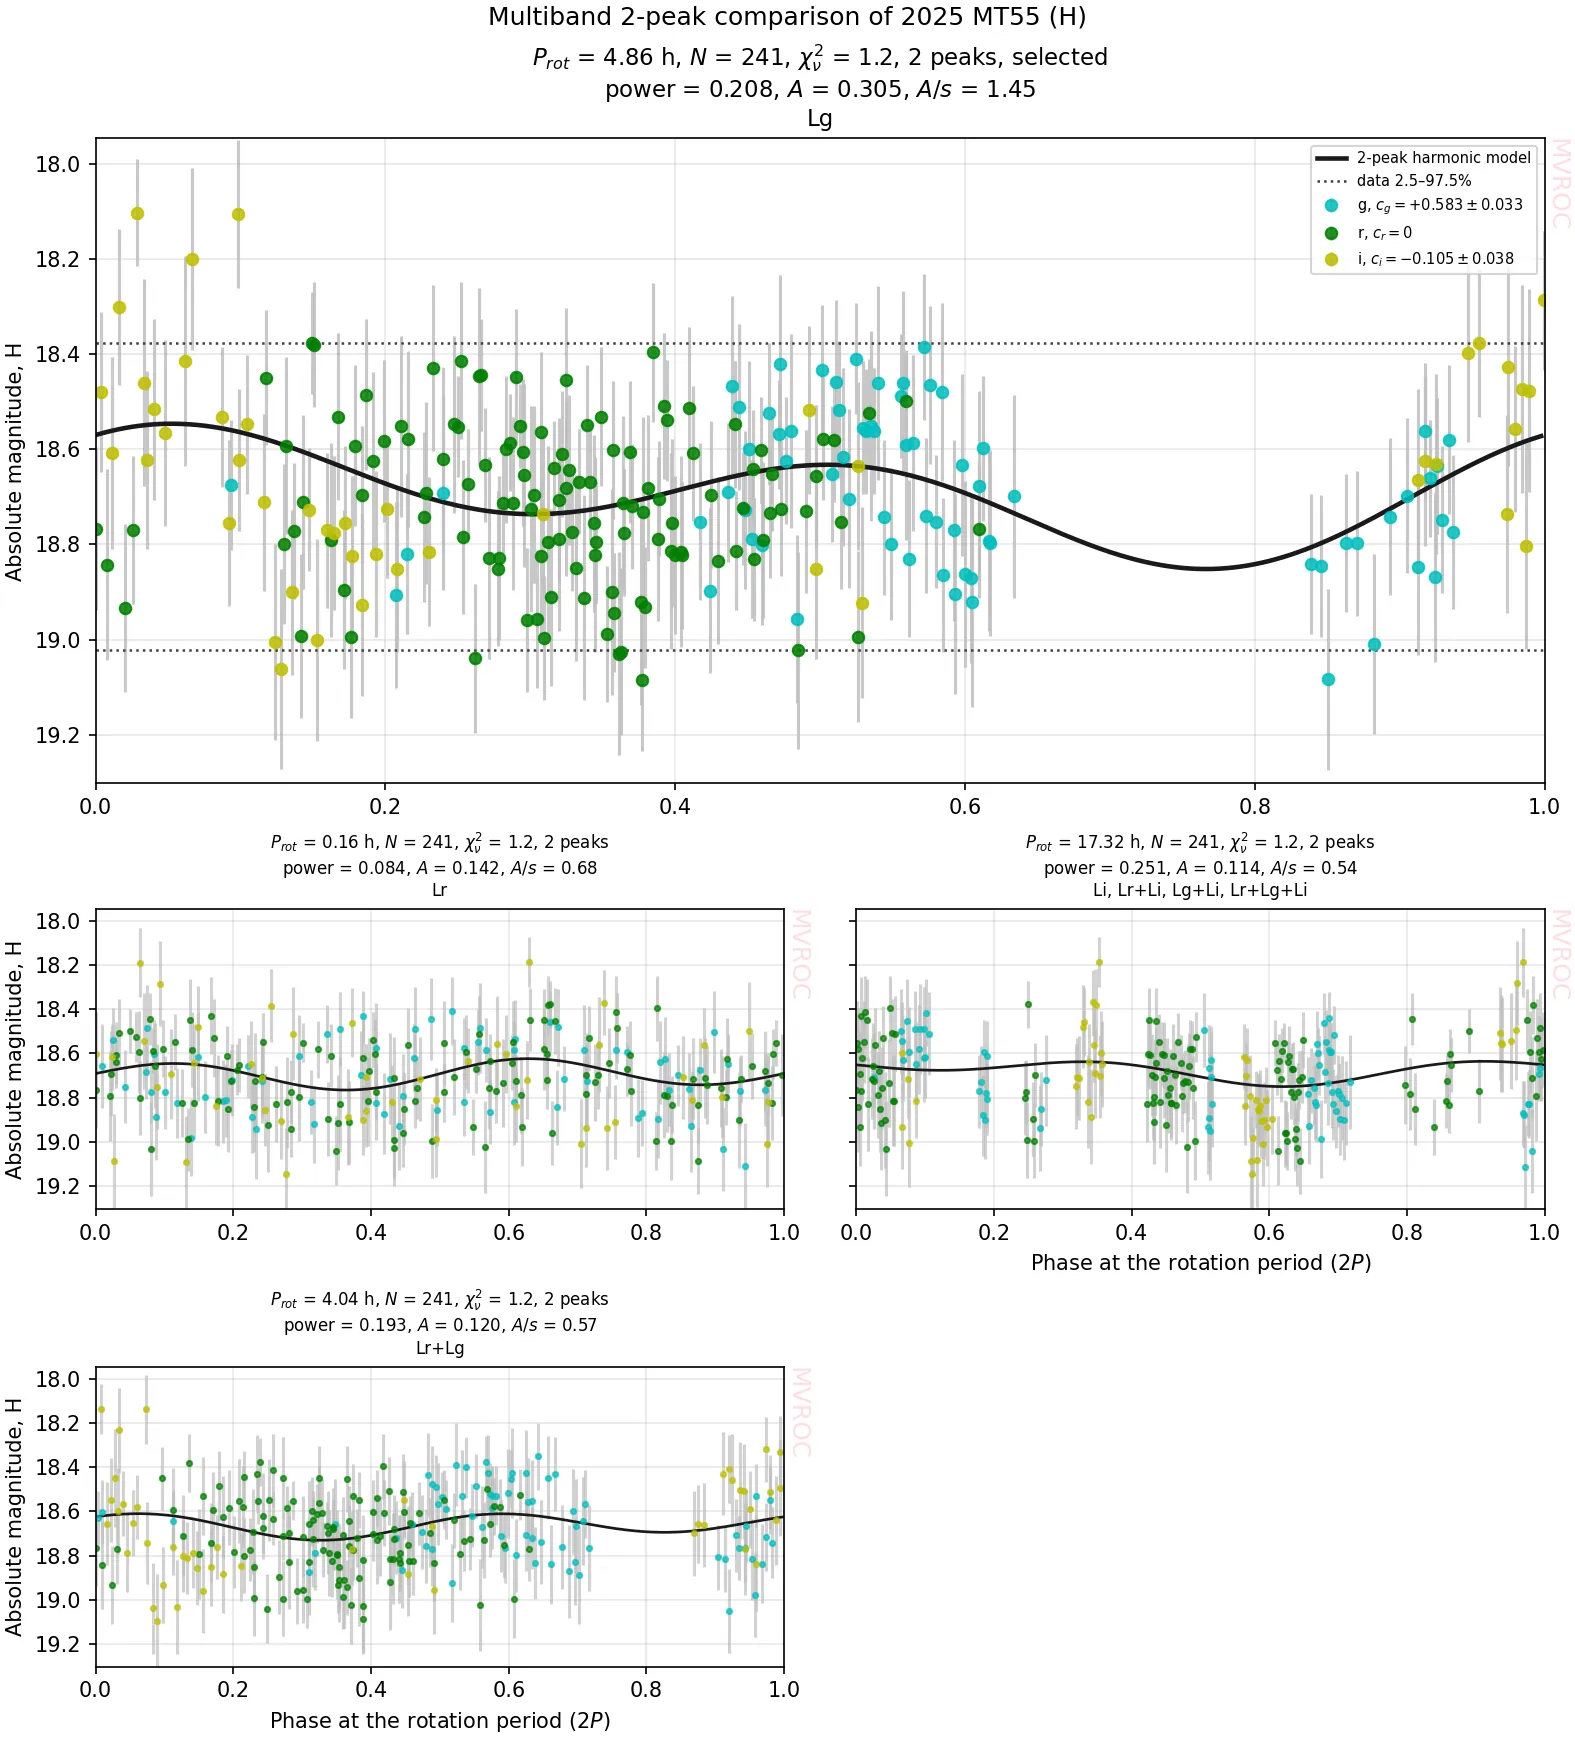 Multiband 2-peak comparison of 2025 MT55 (H)
P_rot = 4.86 h, N = 241, χ²_ν = 1.2, 2 peaks, selected
power = 0.208, A = 0.305, A/s = 1.45
Lg
2-peak harmonic model
data 2.5–97.5%
g, c_g = +0.583 ± 0.033
r, c_r = 0
i, c_i = −0.105 ± 0.038
MVROC
Absolute magnitude, H
18.0
18.2
18.4
18.6
18.8
19.0
19.2
0.0 0.2 0.4 0.6 0.8 1.0
P_rot = 0.16 h, N = 241, χ²_ν = 1.2, 2 peaks
power = 0.084, A = 0.142, A/s = 0.68
Lr
MVROC
Absolute magnitude, H
18.0
18.2
18.4
18.6
18.8
19.0
19.2
0.0 0.2 0.4 0.6 0.8 1.0
P_rot = 17.32 h, N = 241, χ²_ν = 1.2, 2 peaks
power = 0.251, A = 0.114, A/s = 0.54
Li, Lr+Li, Lg+Li, Lr+Lg+Li
MVROC
0.0 0.2 0.4 0.6 0.8 1.0
Phase at the rotation period (2P)
P_rot = 4.04 h, N = 241, χ²_ν = 1.2, 2 peaks
power = 0.193, A = 0.120, A/s = 0.57
Lr+Lg
MVROC
Absolute magnitude, H
18.0
18.2
18.4
18.6
18.8
19.0
19.2
0.0 0.2 0.4 0.6 0.8 1.0
Phase at the rotation period (2P)